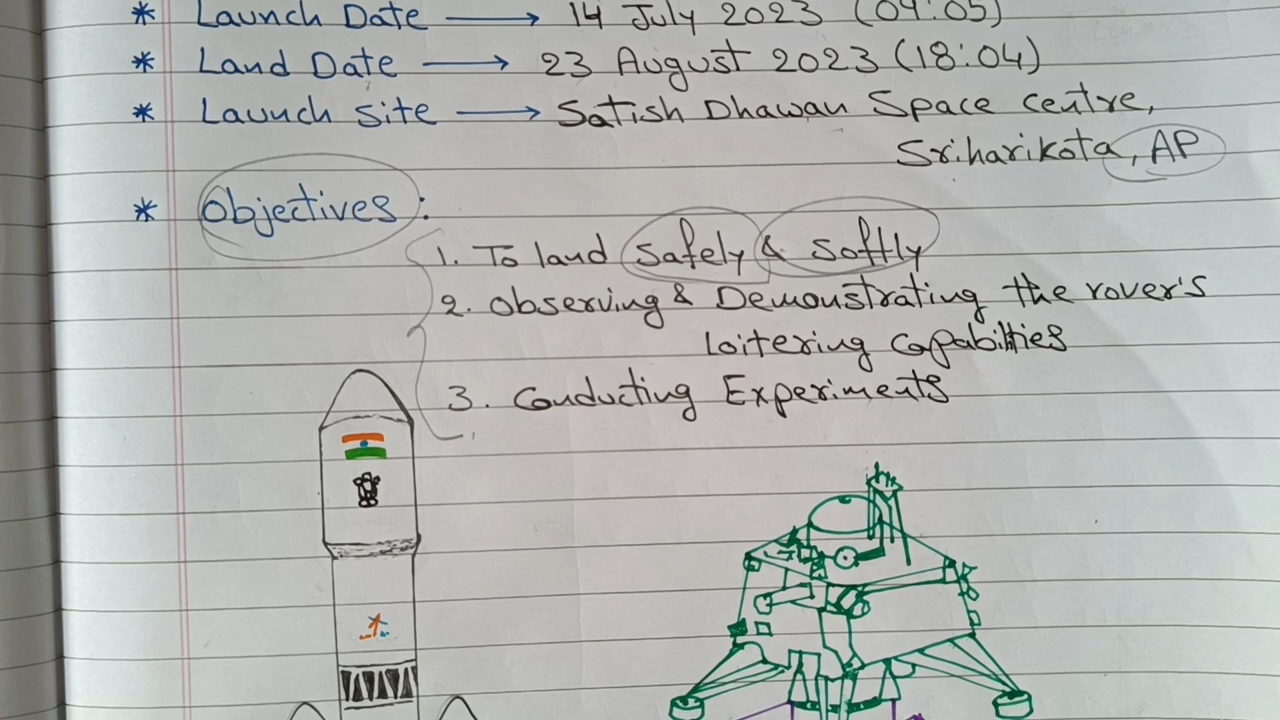 * Launch Date → 14 July 2023 (09:05)
* Land Date → 23 August 2023 (18:04)
* Launch Site → Satish Dhawan Space Centre,
Sriharikota, AP
* Objectives :
1. To land Safely & Softly
2. Observing & Demonstrating the rover's
loitering Capabilities
3. Conducting Experiments